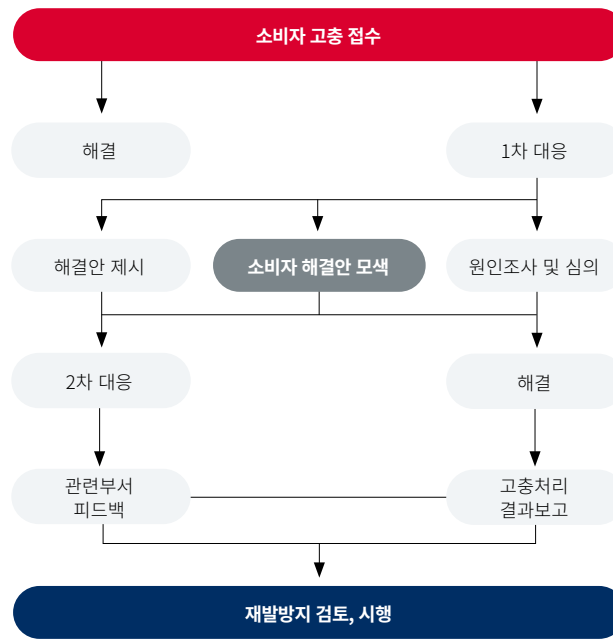 소비자 고충 접수
해결
1차 대응
해결안 제시
소비자 해결안 모색
원인조사 및 심의
2차 대응
해결
관련부서
피드백
고충처리
결과보고
재발방지 검토, 시행